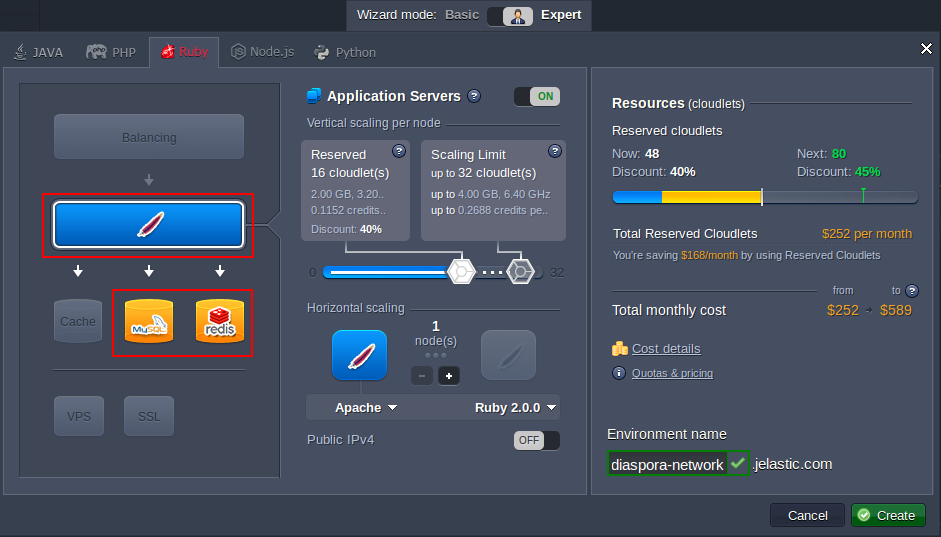 Wizard mode: Basic Expert
JAVA PHP Ruby Node.js Python
Balancing
Cache MySQL redis
VPS SSL
Application Servers ? ON
Vertical scaling per node
Reserved ?
16 cloudlet(s)
2.00 GB, 3.20..
0.1152 credits..
Discount: 40%
Scaling Limit ?
up to 32 cloudlet(s)
up to 4.00 GB, 6.40 GHz
up to 0.2688 credits pe..
0 32
Horizontal scaling
1
node(s)
Apache Ruby 2.0.0
Public IPv4 OFF
Resources (cloudlets)
Reserved cloudlets
Now: 48 Next: 80
Discount: 40% Discount: 45%
Total Reserved Cloudlets $252 per month
You're saving $168/month by using Reserved Cloudlets
from to ?
Total monthly cost $252 $589
Cost details
Quotas & pricing
Environment name
diaspora-network .jelastic.com
Cancel Create